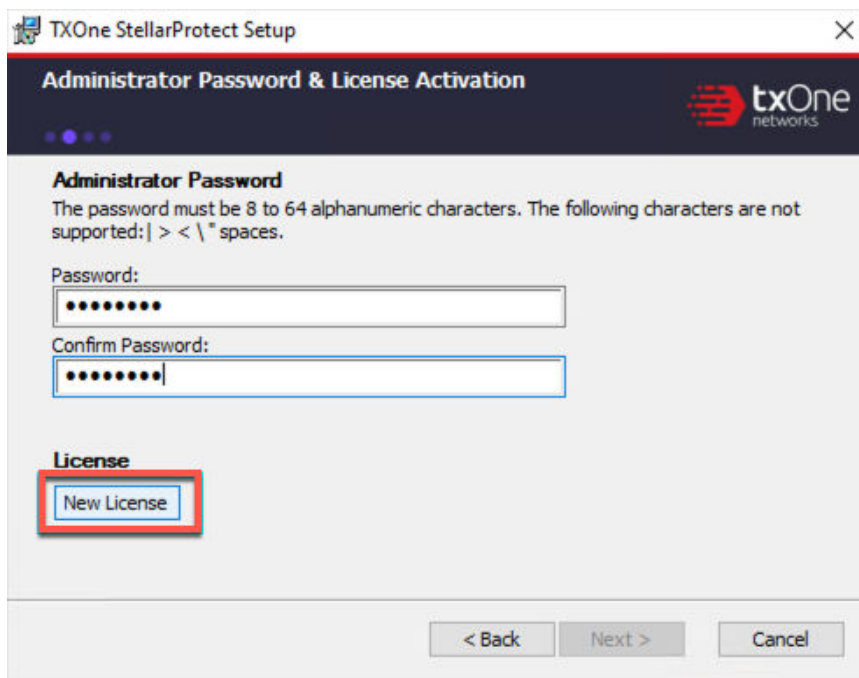 TXOne StellarProtect Setup
Administrator Password & License Activation
txOne
networks
Administrator Password
The password must be 8 to 64 alphanumeric characters. The following characters are not
supported:| > < \ " spaces.
Password:
●●●●●●●●
Confirm Password:
●●●●●●●●
License
New License
< Back
Next >
Cancel